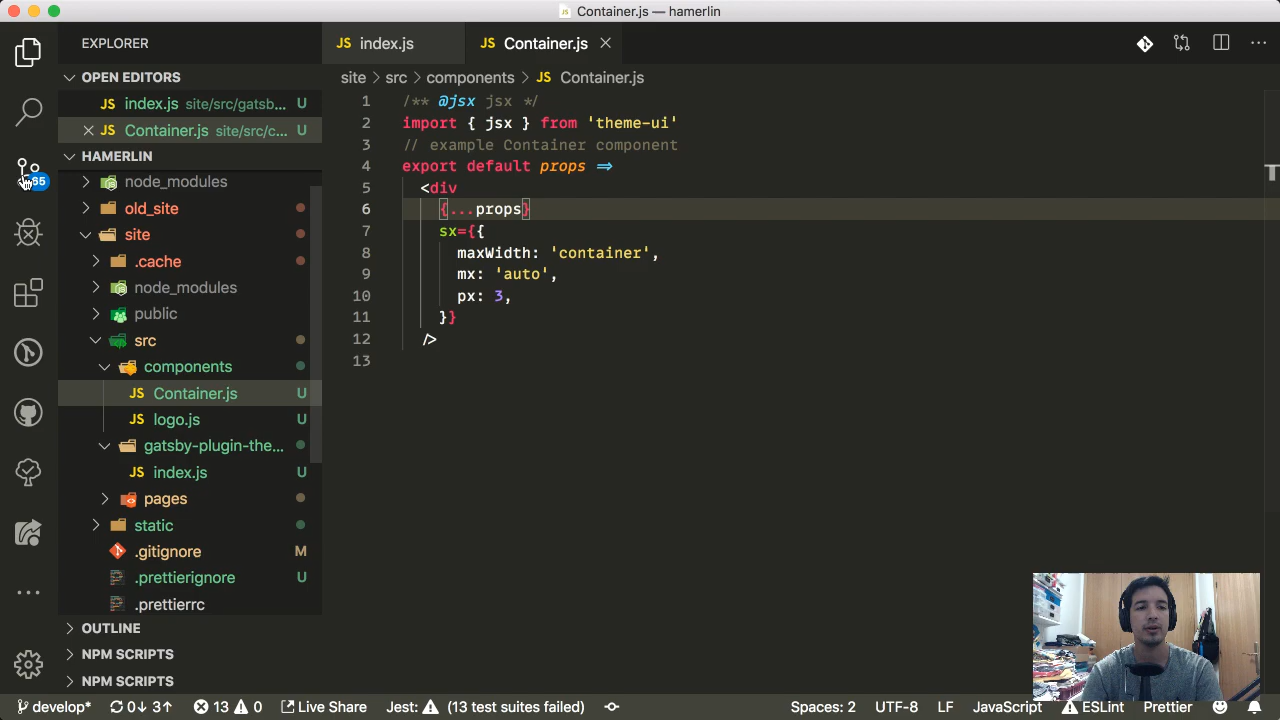 Container.js — hamerlin
EXPLORER
JS index.js
JS Container.js
OPEN EDITORS
JS index.js site/src/gatsb... U
JS Container.js site/src/c... U
HAMERLIN
node_modules
old_site
site
.cache
node_modules
public
src
components
JS Container.js U
JS logo.js U
gatsby-plugin-the...
JS index.js U
pages
static
.gitignore M
.prettierignore U
.prettierrc
OUTLINE
NPM SCRIPTS
NPM SCRIPTS
site > src > components > JS Container.js
1 /** @jsx jsx */
2 import { jsx } from 'theme-ui'
3 // example Container component
4 export default props ⇒
5 <div
6 {...props}
7 sx={{
8 maxWidth: 'container',
9 mx: 'auto',
10 px: 3,
11 }}
12 />
13
develop* 0↓ 3↑ 13 0 Live Share Jest: (13 test suites failed) Spaces: 2 UTF-8 LF JavaScript ESLint Prettier